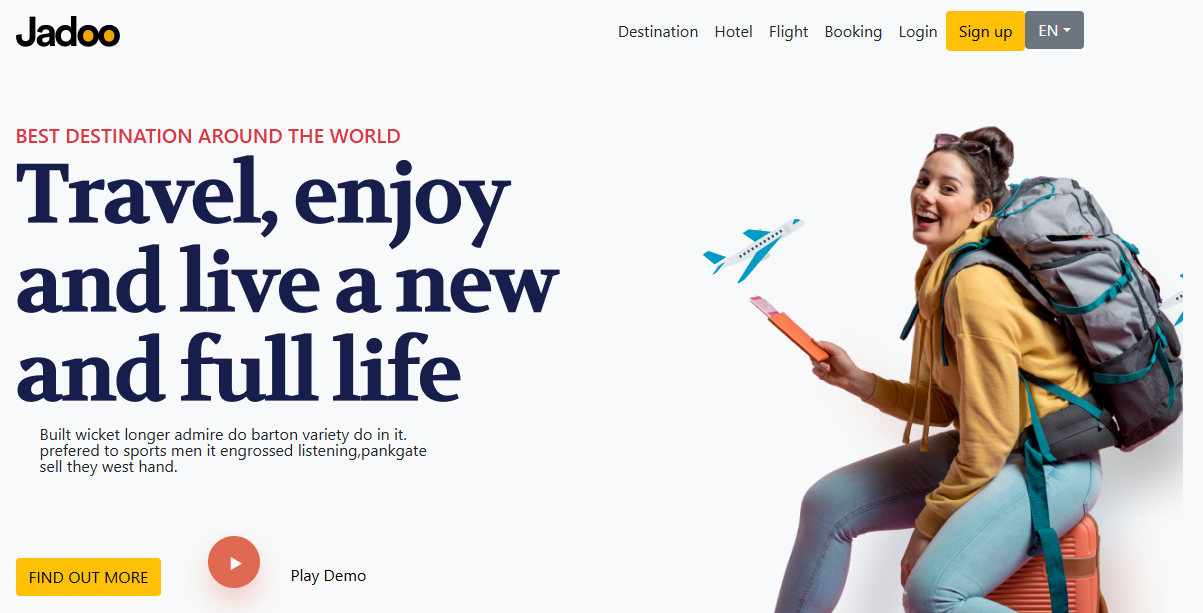 Jadoo
Destination Hotel Flight Booking Login Sign up EN
BEST DESTINATION AROUND THE WORLD
Travel, enjoy
and live a new
and full life
Built wicket longer admire do barton variety do in it.
prefered to sports men it engrossed listening,pankgate
sell they west hand.
FIND OUT MORE
Play Demo